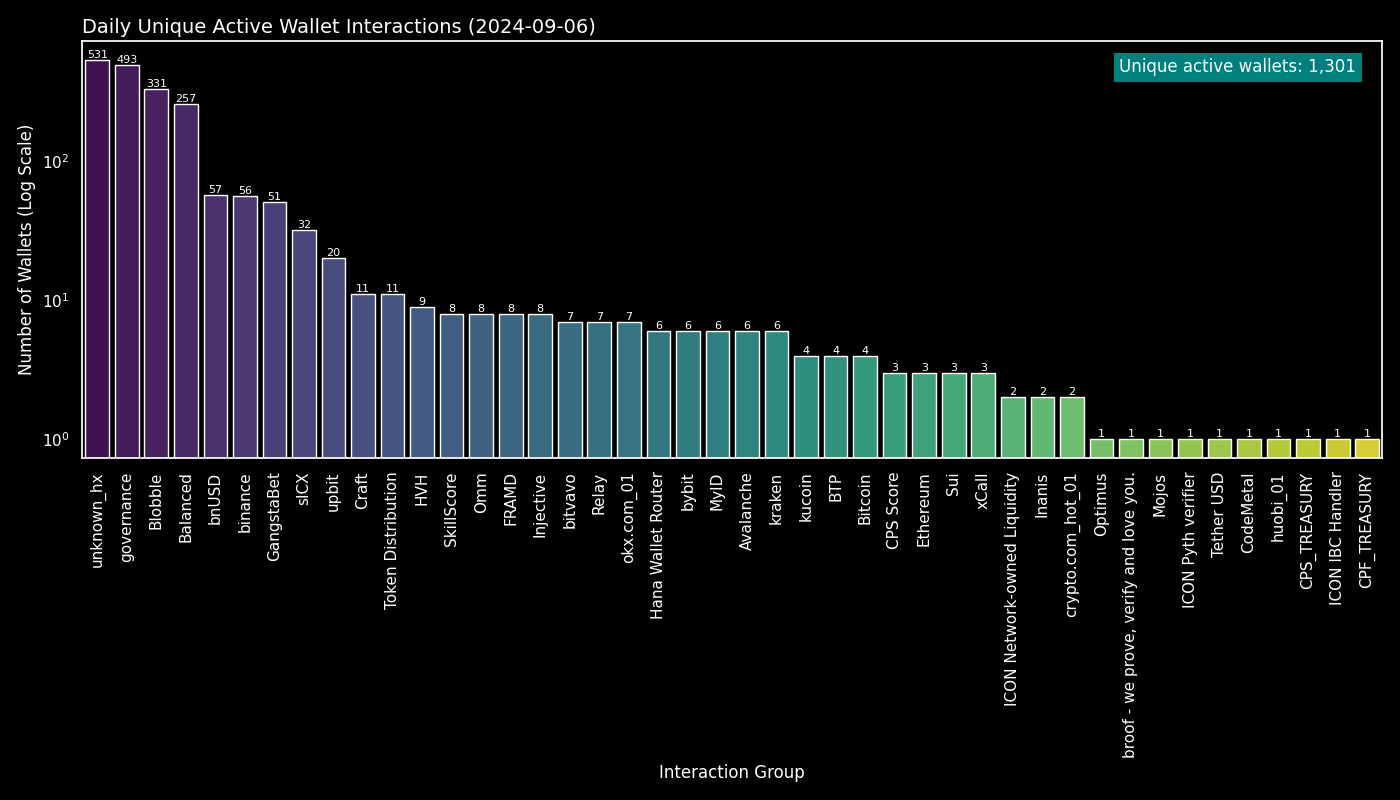 Daily Unique Active Wallet Interactions (2024-09-06)
Unique active wallets: 1,301
Number of Wallets (Log Scale)
10²
10¹
10⁰
531
493
331
257
57
56
51
32
20
11
11
9
8
8
8
8
7
7
7
6
6
6
6
6
4
4
4
3
3
3
3
2
2
2
1
1
1
1
1
1
1
1
1
1
unknown_hx
governance
Blobble
Balanced
bnUSD
binance
GangstaBet
sICX
upbit
Craft
Token Distribution
HVH
SkillScore
Omm
FRAMD
Injective
bitvavo
Relay
okx.com_01
Hana Wallet Router
bybit
MyID
Avalanche
kraken
kucoin
BTP
Bitcoin
CPS Score
Ethereum
Sui
xCall
ICON Network-owned Liquidity
Inanis
crypto.com_hot_01
Optimus
broof - we prove, verify and love you.
Mojos
ICON Pyth verifier
Tether USD
CodeMetal
huobi_01
CPS_TREASURY
ICON IBC Handler
CPF_TREASURY
Interaction Group